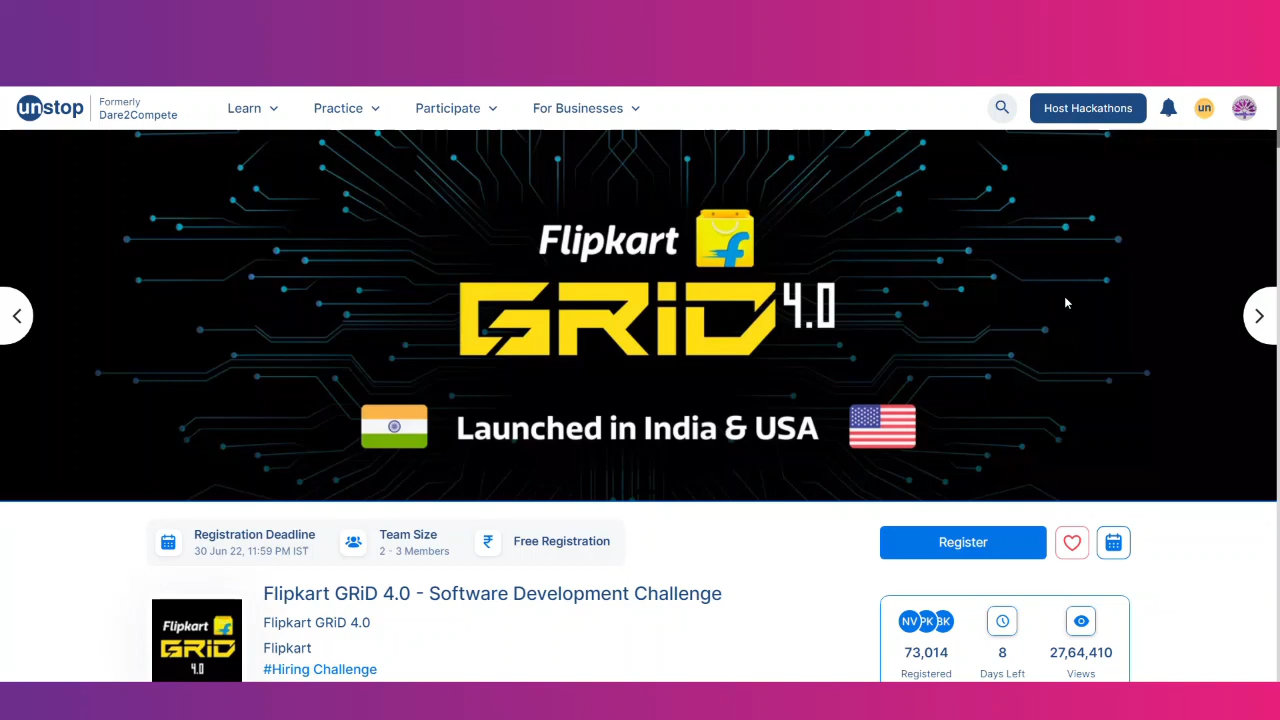 unstop
Formerly
Dare2Compete
Learn
Practice
Participate
For Businesses
Host Hackathons
un
Flipkart
GRiD 4.0
Launched in India & USA
Registration Deadline
30 Jun 22, 11:59 PM IST
Team Size
2 - 3 Members
₹
Free Registration
Register
Flipkart
GRiD
4.0
Flipkart GRiD 4.0 - Software Development Challenge
Flipkart GRiD 4.0
Flipkart
#Hiring Challenge
NV PK BK
73,014
Registered
8
Days Left
27,64,410
Views